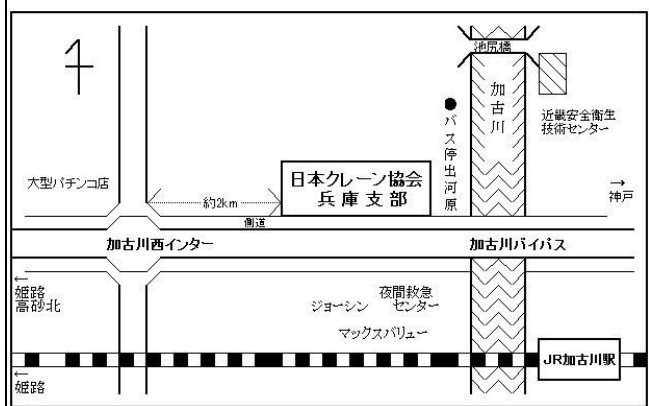 池尻橋
加古川
近畿安全衛生
技術センター
バス停出河原
大型パチンコ店
約2km
日本クレーン協会
兵庫支部
→
神戸
側道
加古川西インター
加古川バイパス
←
姫路
高砂北
夜間救急
センター
ジョーシン
マックスバリュー
JR加古川駅
←
姫路